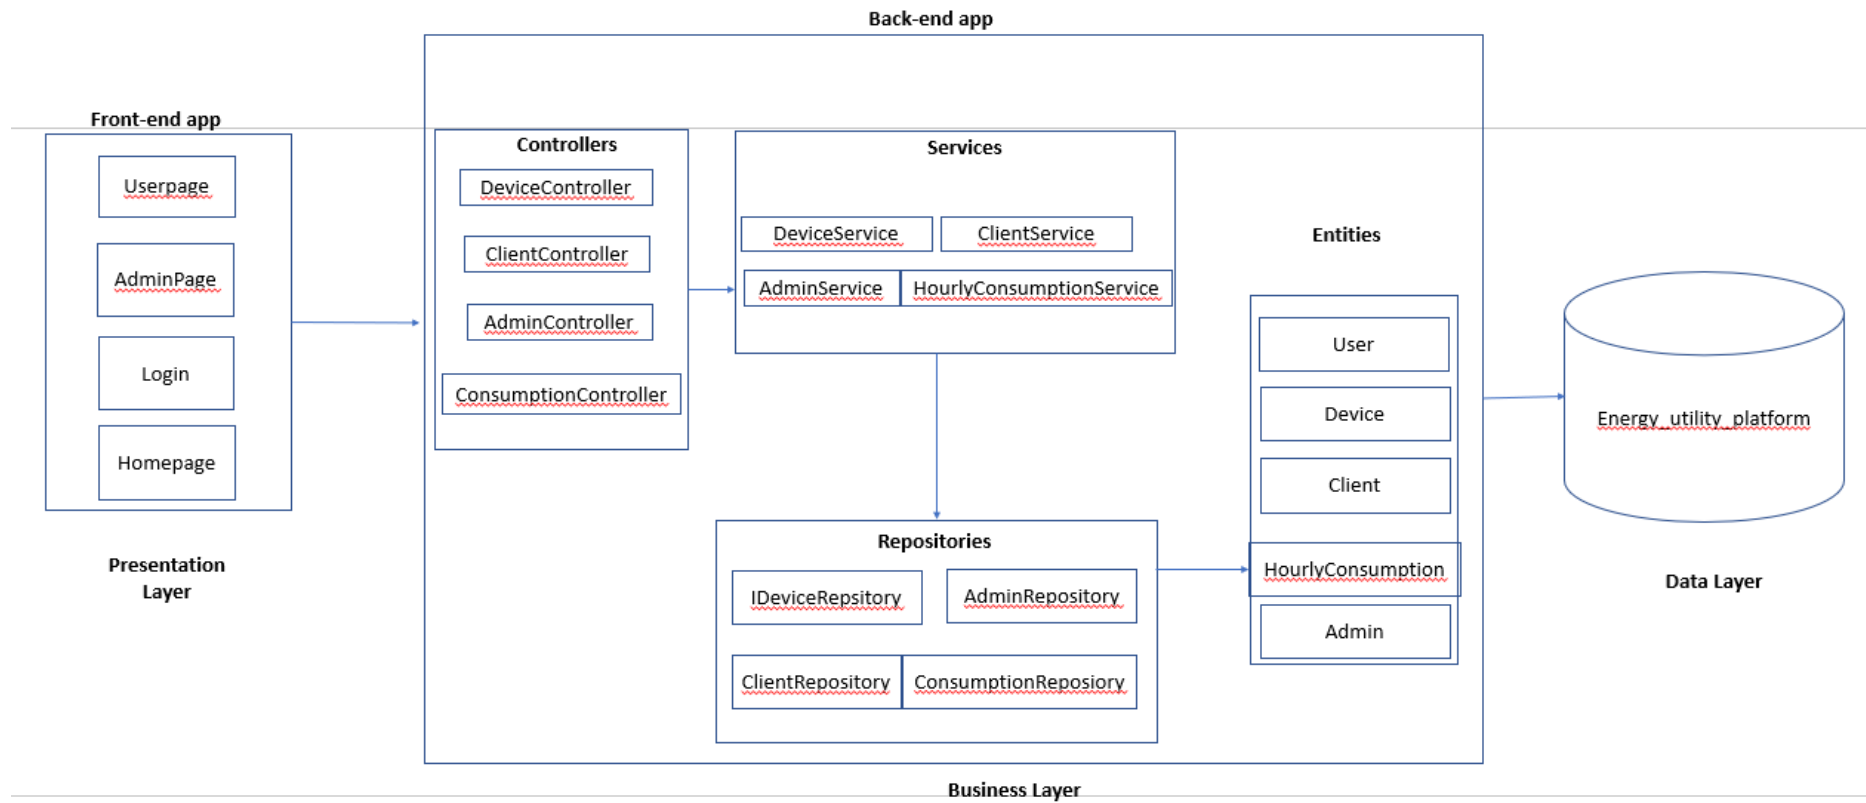 Back-end app
Front-end app
Userpage
AdminPage
Login
Homepage
Presentation
Layer
Controllers
DeviceController
ClientController
AdminController
ConsumptionController
Services
DeviceService
ClientService
AdminService
HourlyConsumptionService
Repositories
IDeviceRepsitory
AdminRepository
ClientRepository
ConsumptionReposiory
Entities
User
Device
Client
HourlyConsumption
Admin
Business Layer
Energy_utility_platform
Data Layer